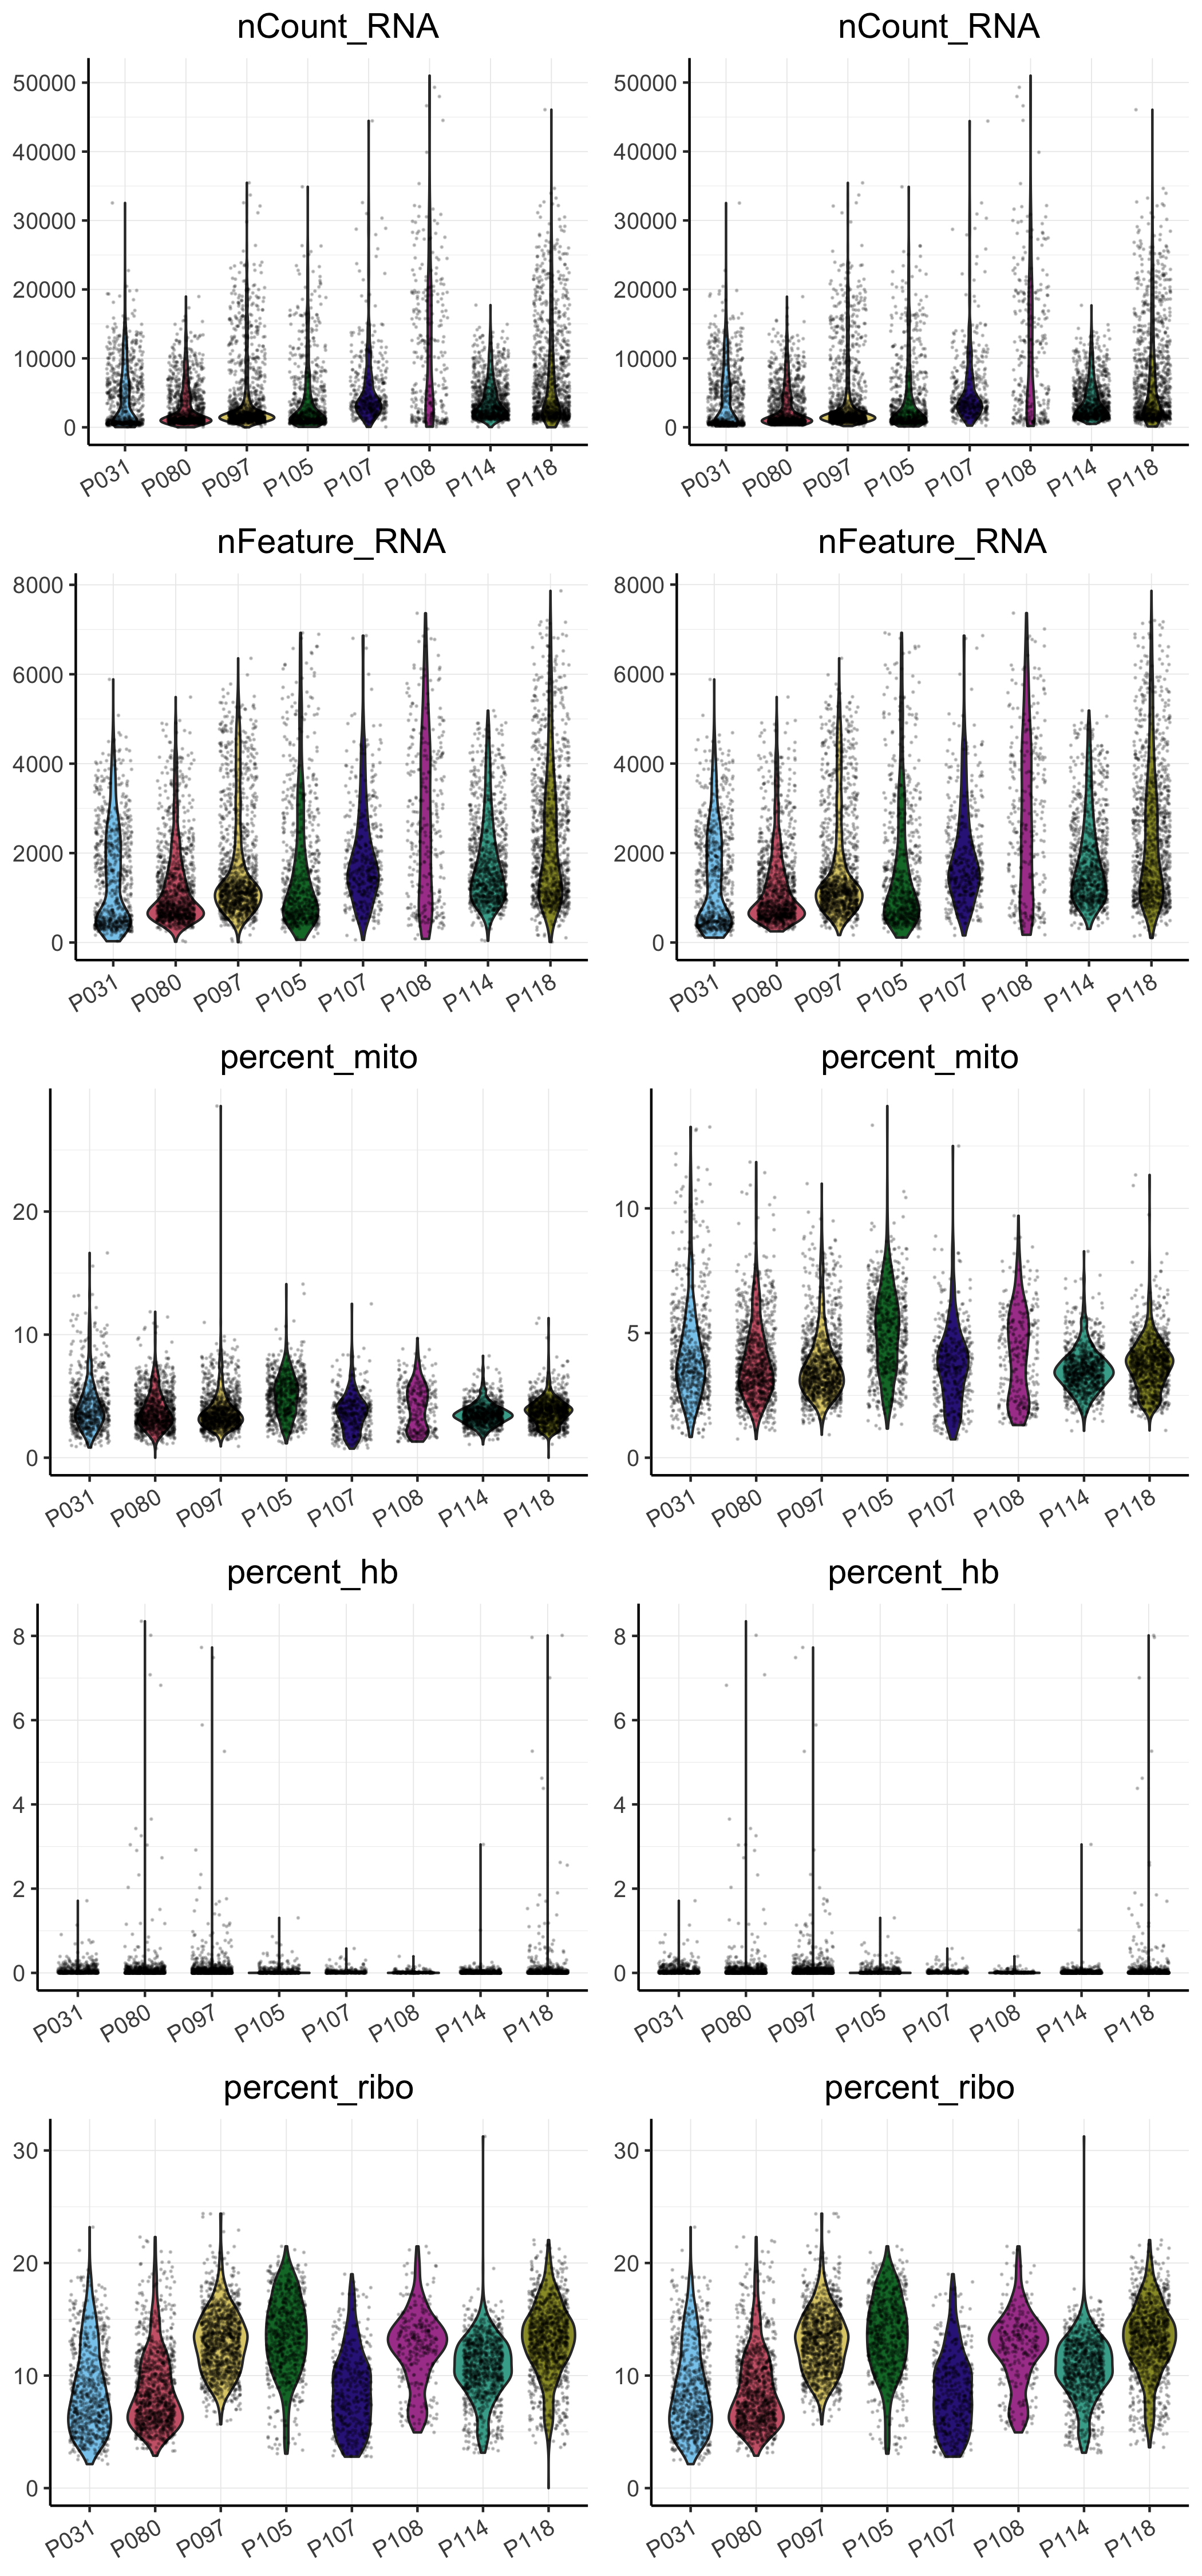 nCount_RNA nCount_RNA
50000 50000
40000 40000
30000 30000
20000 20000
10000 10000
0 0
P031 P080 P097 P105 P107 P108 P114 P118 P031 P080 P097 P105 P107 P108 P114 P118
nFeature_RNA nFeature_RNA
8000 8000
6000 6000
4000 4000
2000 2000
0 0
P031 P080 P097 P105 P107 P108 P114 P118 P031 P080 P097 P105 P107 P108 P114 P118
percent_mito percent_mito
20 10
10 5
0 0
P031 P080 P097 P105 P107 P108 P114 P118 P031 P080 P097 P105 P107 P108 P114 P118
percent_hb percent_hb
8 8
6 6
4 4
2 2
0 0
P031 P080 P097 P105 P107 P108 P114 P118 P031 P080 P097 P105 P107 P108 P114 P118
percent_ribo percent_ribo
30 30
20 20
10 10
0 0
P031 P080 P097 P105 P107 P108 P114 P118 P031 P080 P097 P105 P107 P108 P114 P118